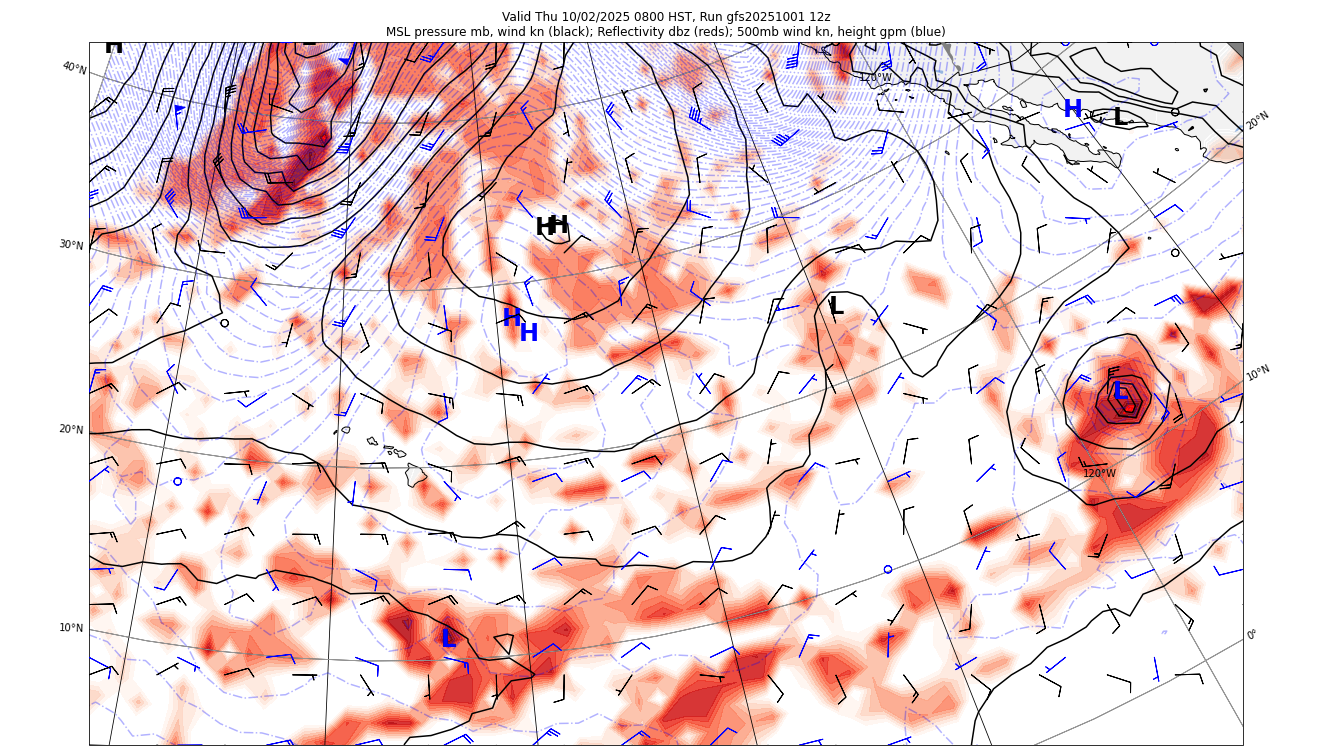 Valid Thu 10/02/2025 0800 HST, Run gfs20251001 12z
MSL pressure mb, wind kn (black); Reflectivity dbz (reds); 500mb wind kn, height gpm (blue)
H
40°N
120°W
H
L
20°N
H H
30°N
L
H
H
L
10°N
20°N
120°W
10°N
L
0°